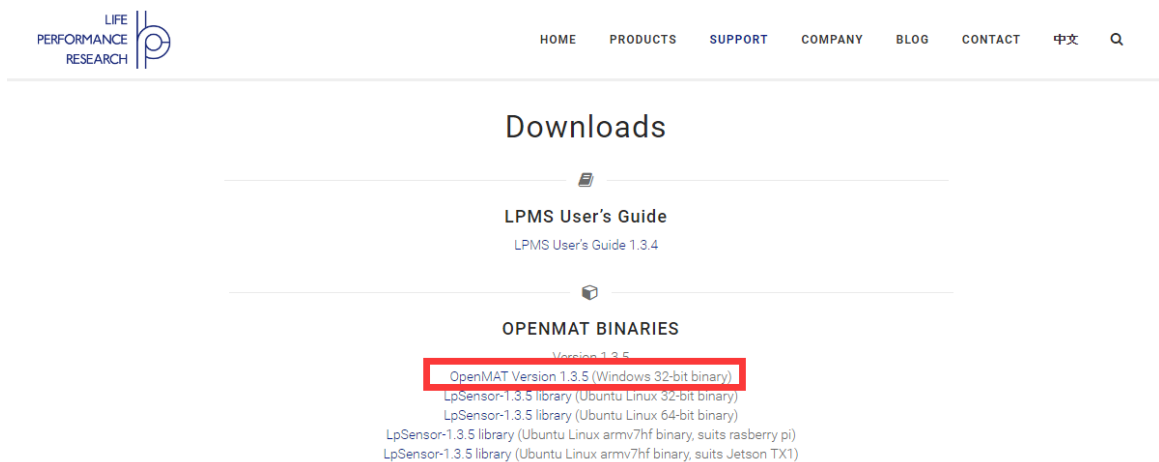 LIFE
PERFORMANCE
RESEARCH
HOME PRODUCTS SUPPORT COMPANY BLOG CONTACT 中文
Downloads
LPMS User's Guide
LPMS User's Guide 1.3.4
OPENMAT BINARIES
Version 1.3.5
OpenMAT Version 1.3.5 (Windows 32-bit binary)
LpSensor-1.3.5 library (Ubuntu Linux 32-bit binary)
LpSensor-1.3.5 library (Ubuntu Linux 64-bit binary)
LpSensor-1.3.5 library (Ubuntu Linux armv7hf binary, suits rasberry pi)
LpSensor-1.3.5 library (Ubuntu Linux armv7hf binary, suits Jetson TX1)